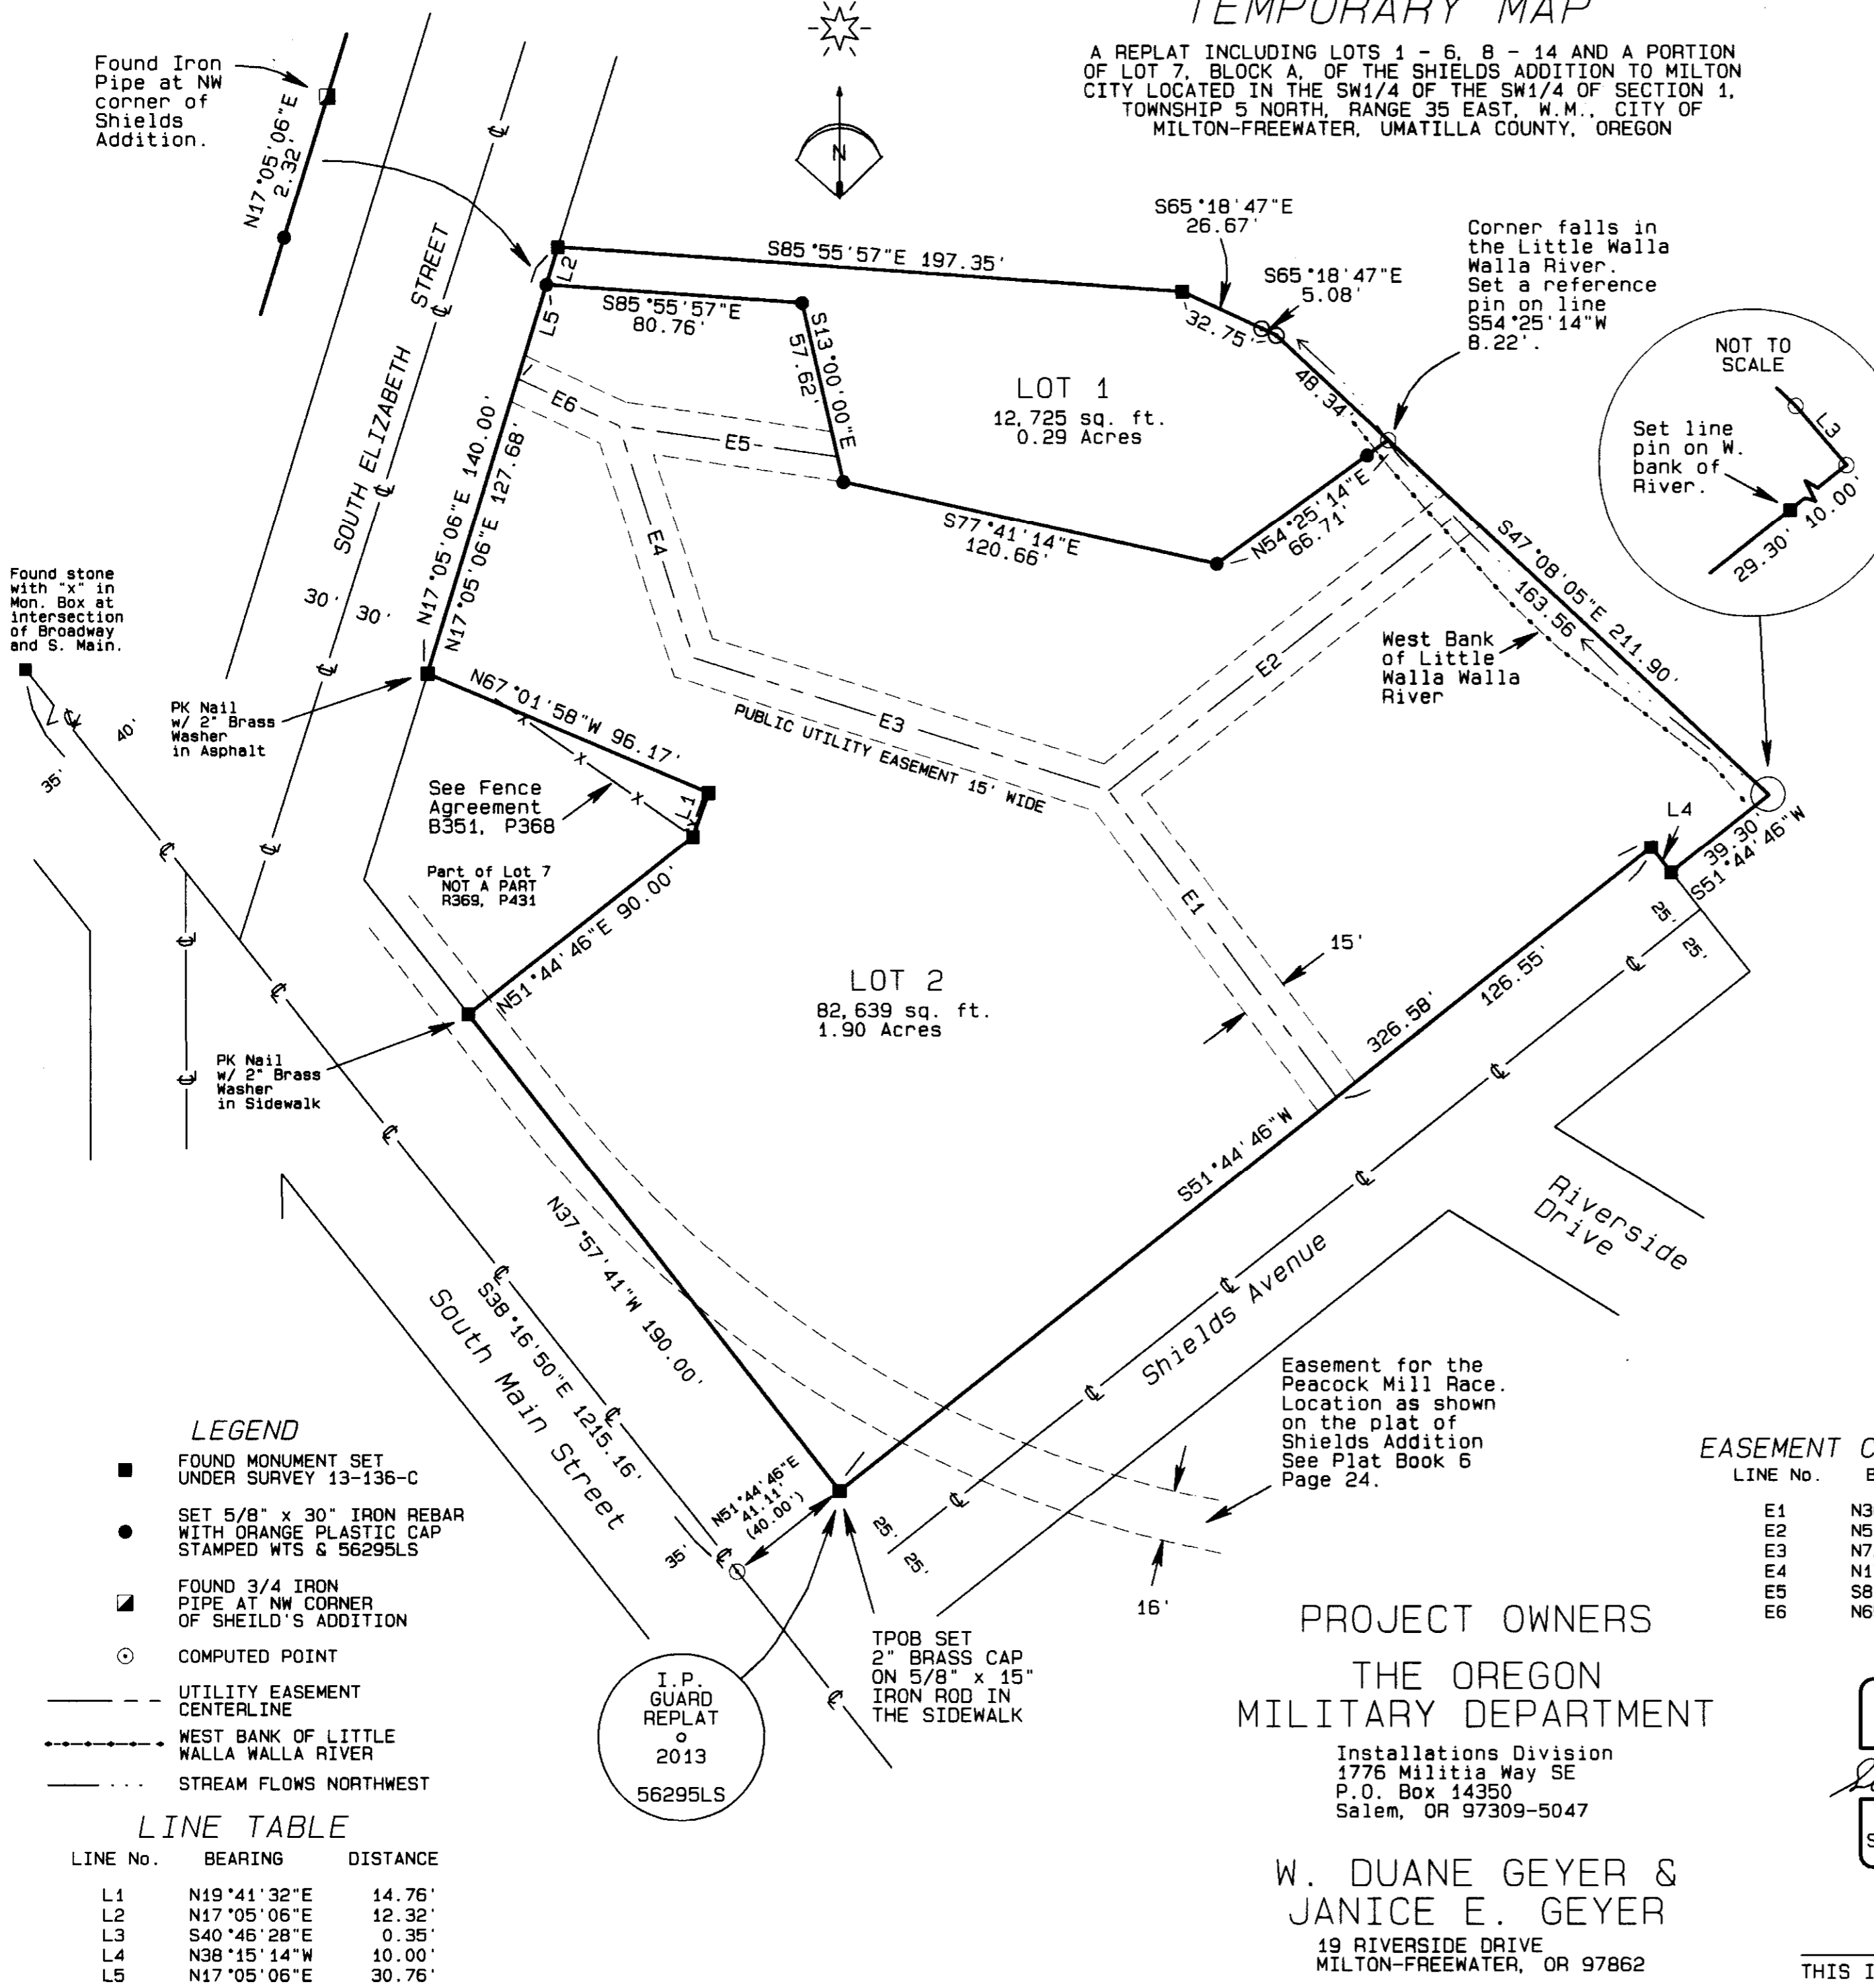 TEMPORARY MAP
A REPLAT INCLUDING LOTS 1 - 6, 8 - 14 AND A PORTION
OF LOT 7, BLOCK A, OF THE SHIELDS ADDITION TO MILTON
CITY LOCATED IN THE SW1/4 OF THE SW1/4 OF SECTION 1,
TOWNSHIP 5 NORTH, RANGE 35 EAST, W.M., CITY OF
MILTON-FREEWATER, UMATILLA COUNTY, OREGON
Found Iron
Pipe at NW
corner of
Shields
Addition.
N17°05'06"E
2.32'
N
SOUTH ELIZABETH STREET
30' 30'
L2
L5
S85°55'57"E 197.35'
S85°55'57"E
80.76'
S13°00'00"E
57.62'
S65°18'47"E
26.67'
S65°18'47"E
5.08'
32.75'
48.34'
Corner falls in
the Little Walla
Walla River.
Set a reference
pin on line
S54°25'14"W
8.22'.
NOT TO
SCALE
L3
Set line
pin on W.
bank of
River.
10.00'
29.30'
LOT 1
12,725 sq. ft.
0.29 Acres
E6
E5
E4
S77°41'14"E
120.66'
N54°25'14"E
66.71'
N17°05'06"E 140.00'
N17°05'06"E 127.68'
S47°08'05"E 211.90'
163.56
West Bank
of Little
Walla Walla
River
E2
E3
PUBLIC UTILITY EASEMENT 15' WIDE
Found stone
with "x" in
Mon. Box at
intersection
of Broadway
and S. Main.
40'
35'
PK Nail
w/ 2" Brass
Washer
in Asphalt
N67°01'58"W 96.17'
See Fence
Agreement
B351, P368
L1
Part of Lot 7
NOT A PART
R369, P431
N51°44'46"E 90.00'
L4
39.30'
S51°44'46"W
25'
25'
E1
15'
LOT 2
82,639 sq. ft.
1.90 Acres
126.55'
326.58'
S51°44'46"W
PK Nail
w/ 2" Brass
Washer
in Sidewalk
N37°57'41"W 190.00'
S38°16'50"E 1215.16'
South Main Street
Shields Avenue
Riverside
Drive
N51°44'46"E
41.11'
(40.00')
35'
25'
25'
16'
Easement for the
Peacock Mill Race.
Location as shown
on the plat of
Shields Addition
See Plat Book 6
Page 24.
TPOB SET
2" BRASS CAP
ON 5/8" x 15"
IRON ROD IN
THE SIDEWALK
I.P.
GUARD
REPLAT
2013
56295LS
LEGEND
FOUND MONUMENT SET
UNDER SURVEY 13-136-C
SET 5/8" x 30" IRON REBAR
WITH ORANGE PLASTIC CAP
STAMPED WTS & 56295LS
FOUND 3/4 IRON
PIPE AT NW CORNER
OF SHEILD'S ADDITION
COMPUTED POINT
UTILITY EASEMENT
CENTERLINE
WEST BANK OF LITTLE
WALLA WALLA RIVER
STREAM FLOWS NORTHWEST
LINE TABLE
LINE No. BEARING DISTANCE
L1 N19°41'32"E 14.76'
L2 N17°05'06"E 12.32'
L3 S40°46'28"E 0.35'
L4 N38°15'14"W 10.00'
L5 N17°05'06"E 30.76'
EASEMENT C
LINE No. B
E1 N3
E2 N5
E3 N7
E4 N1
E5 S8
E6 N6
PROJECT OWNERS
THE OREGON
MILITARY DEPARTMENT
Installations Division
1776 Militia Way SE
P.O. Box 14350
Salem, OR 97309-5047
W. DUANE GEYER &
JANICE E. GEYER
19 RIVERSIDE DRIVE
MILTON-FREEWATER, OR 97862
THIS I